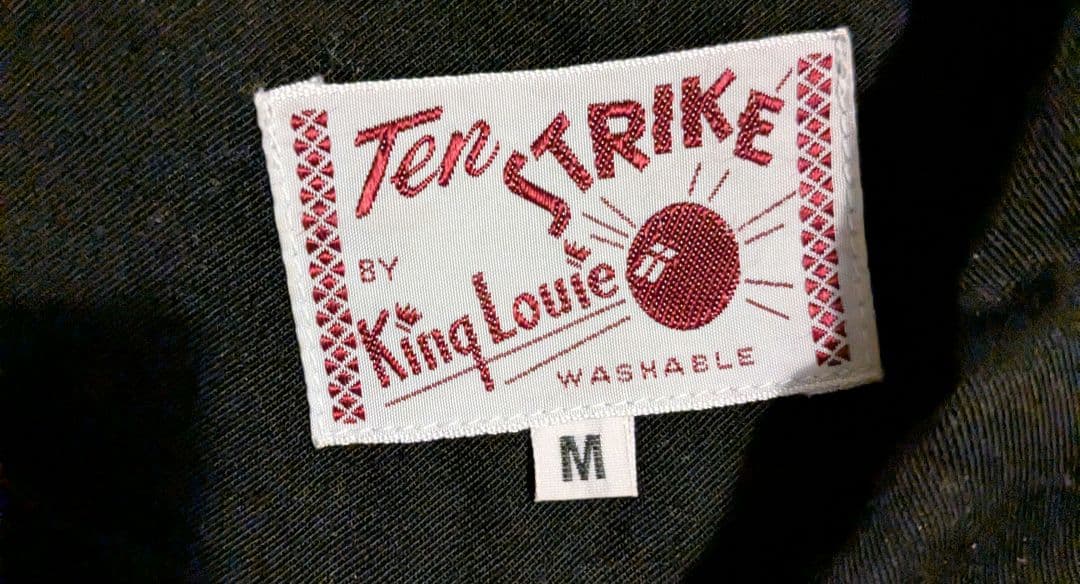 Ten STRIKE
BY
King Louie
WASHABLE
M